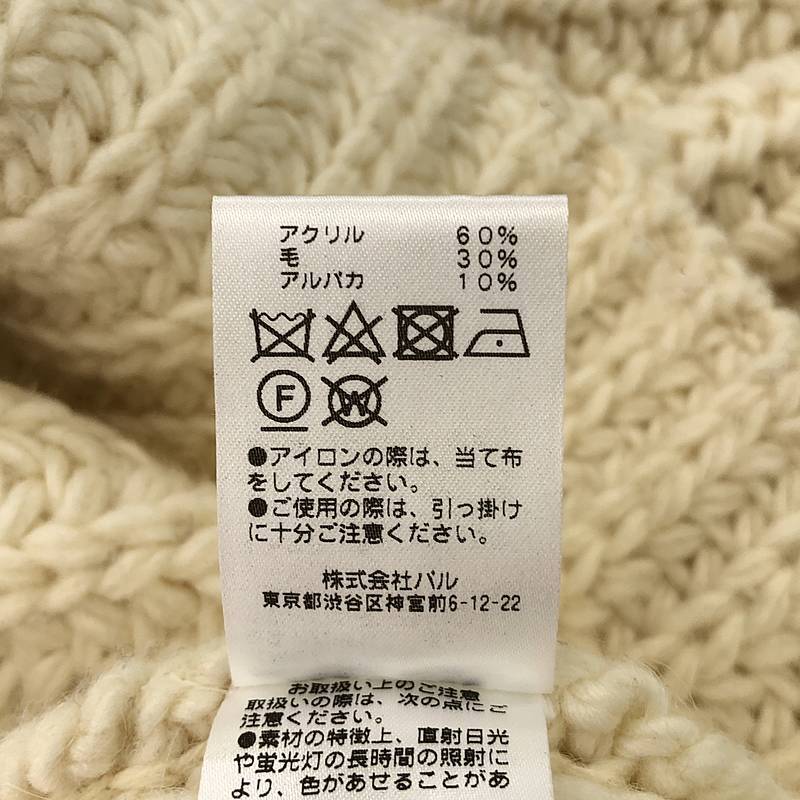 アクリル 60%
毛 30%
アルパカ 10%
F
W
●アイロンの際は、当て布
をしてください。
●ご使用の際は、引っ掛け
に十分ご注意ください。
株式会社パル
東京都渋谷区神宮前6-12-22
お取扱い上のご注意
取扱いの際は、次の点にご
注意ください。
●素材の特徴上、直射日光
や蛍光灯の長時間の照射に
より、色があせることがあ